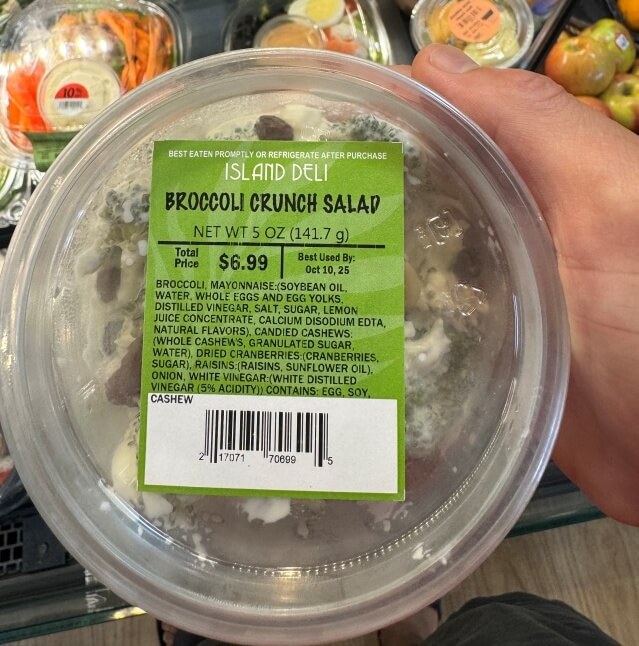 10%
BEST EATEN PROMPTLY OR REFRIGERATE AFTER PURCHASE
ISLAND DELI
BROCCOLI CRUNCH SALAD
NET WT 5 OZ (141.7 g)
Total Price $6.99
Best Used By: Oct 10, 25
BROCCOLI, MAYONNAISE:(SOYBEAN OIL,
WATER, WHOLE EGGS AND EGG YOLKS,
DISTILLED VINEGAR, SALT, SUGAR, LEMON
JUICE CONCENTRATE, CALCIUM DISODIUM EDTA,
NATURAL FLAVORS), CANDIED CASHEWS:
(WHOLE CASHEWS, GRANULATED SUGAR,
WATER), DRIED CRANBERRIES:(CRANBERRIES,
SUGAR), RAISINS:(RAISINS, SUNFLOWER OIL),
ONION, WHITE VINEGAR:(WHITE DISTILLED
VINEGAR (5% ACIDITY)) CONTAINS: EGG, SOY,
CASHEW
2 17071 70699 5